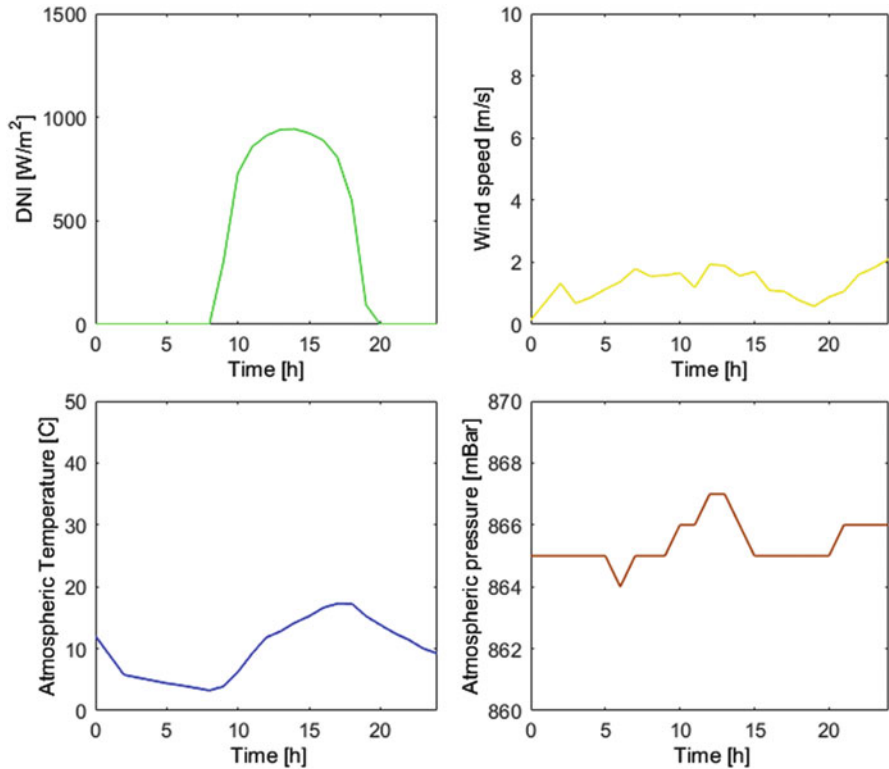 1500
1000
500
0
DNI [W/m²]
0 5 10 15 20
Time [h]
10
8
6
4
2
0
Wind speed [m/s]
0 5 10 15 20
Time [h]
50
40
30
20
10
0
Atmospheric Temperature [C]
0 5 10 15 20
Time [h]
870
868
866
864
862
860
Atmospheric pressure [mBar]
0 5 10 15 20
Time [h]